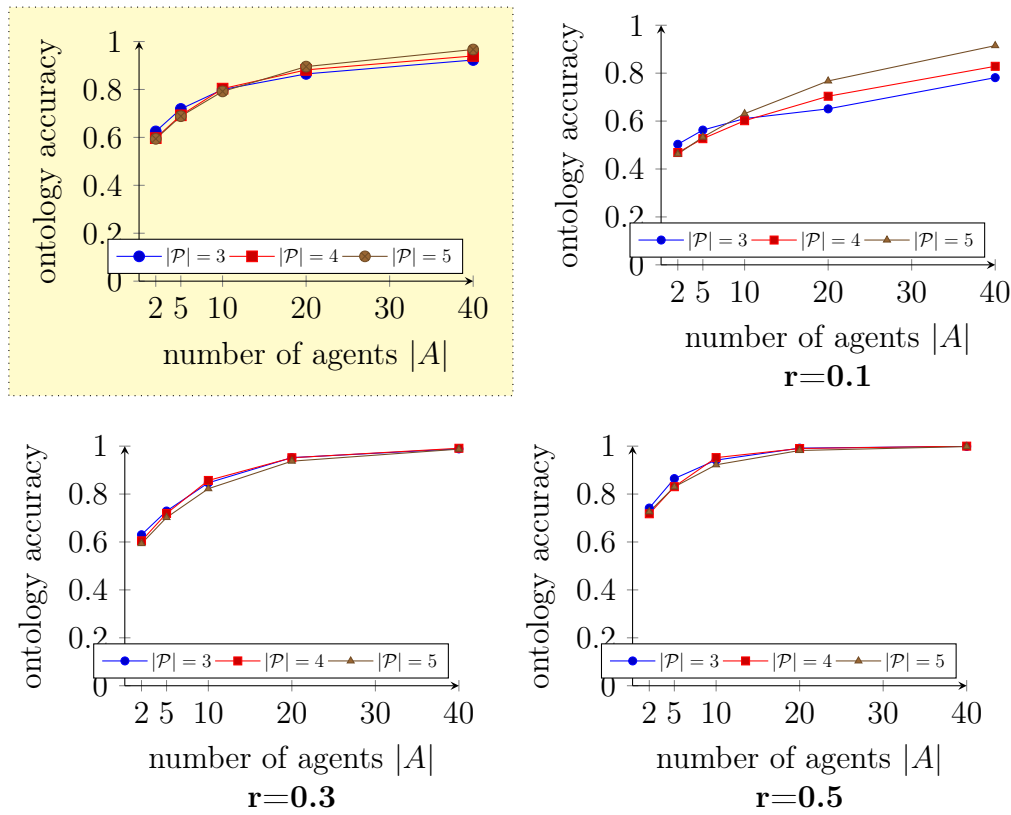 1
0.8
0.6
0.4
0.2
0
ontology accuracy
|𝒫| = 3 |𝒫| = 4 |𝒫| = 5
2 5 10 20 30 40
number of agents |A|
1
0.8
0.6
0.4
0.2
0
ontology accuracy
|𝒫| = 3 |𝒫| = 4 |𝒫| = 5
2 5 10 20 30 40
number of agents |A|
r=0.1
1
0.8
0.6
0.4
0.2
0
ontology accuracy
|𝒫| = 3 |𝒫| = 4 |𝒫| = 5
2 5 10 20 30 40
number of agents |A|
r=0.3
1
0.8
0.6
0.4
0.2
0
ontology accuracy
|𝒫| = 3 |𝒫| = 4 |𝒫| = 5
2 5 10 20 30 40
number of agents |A|
r=0.5